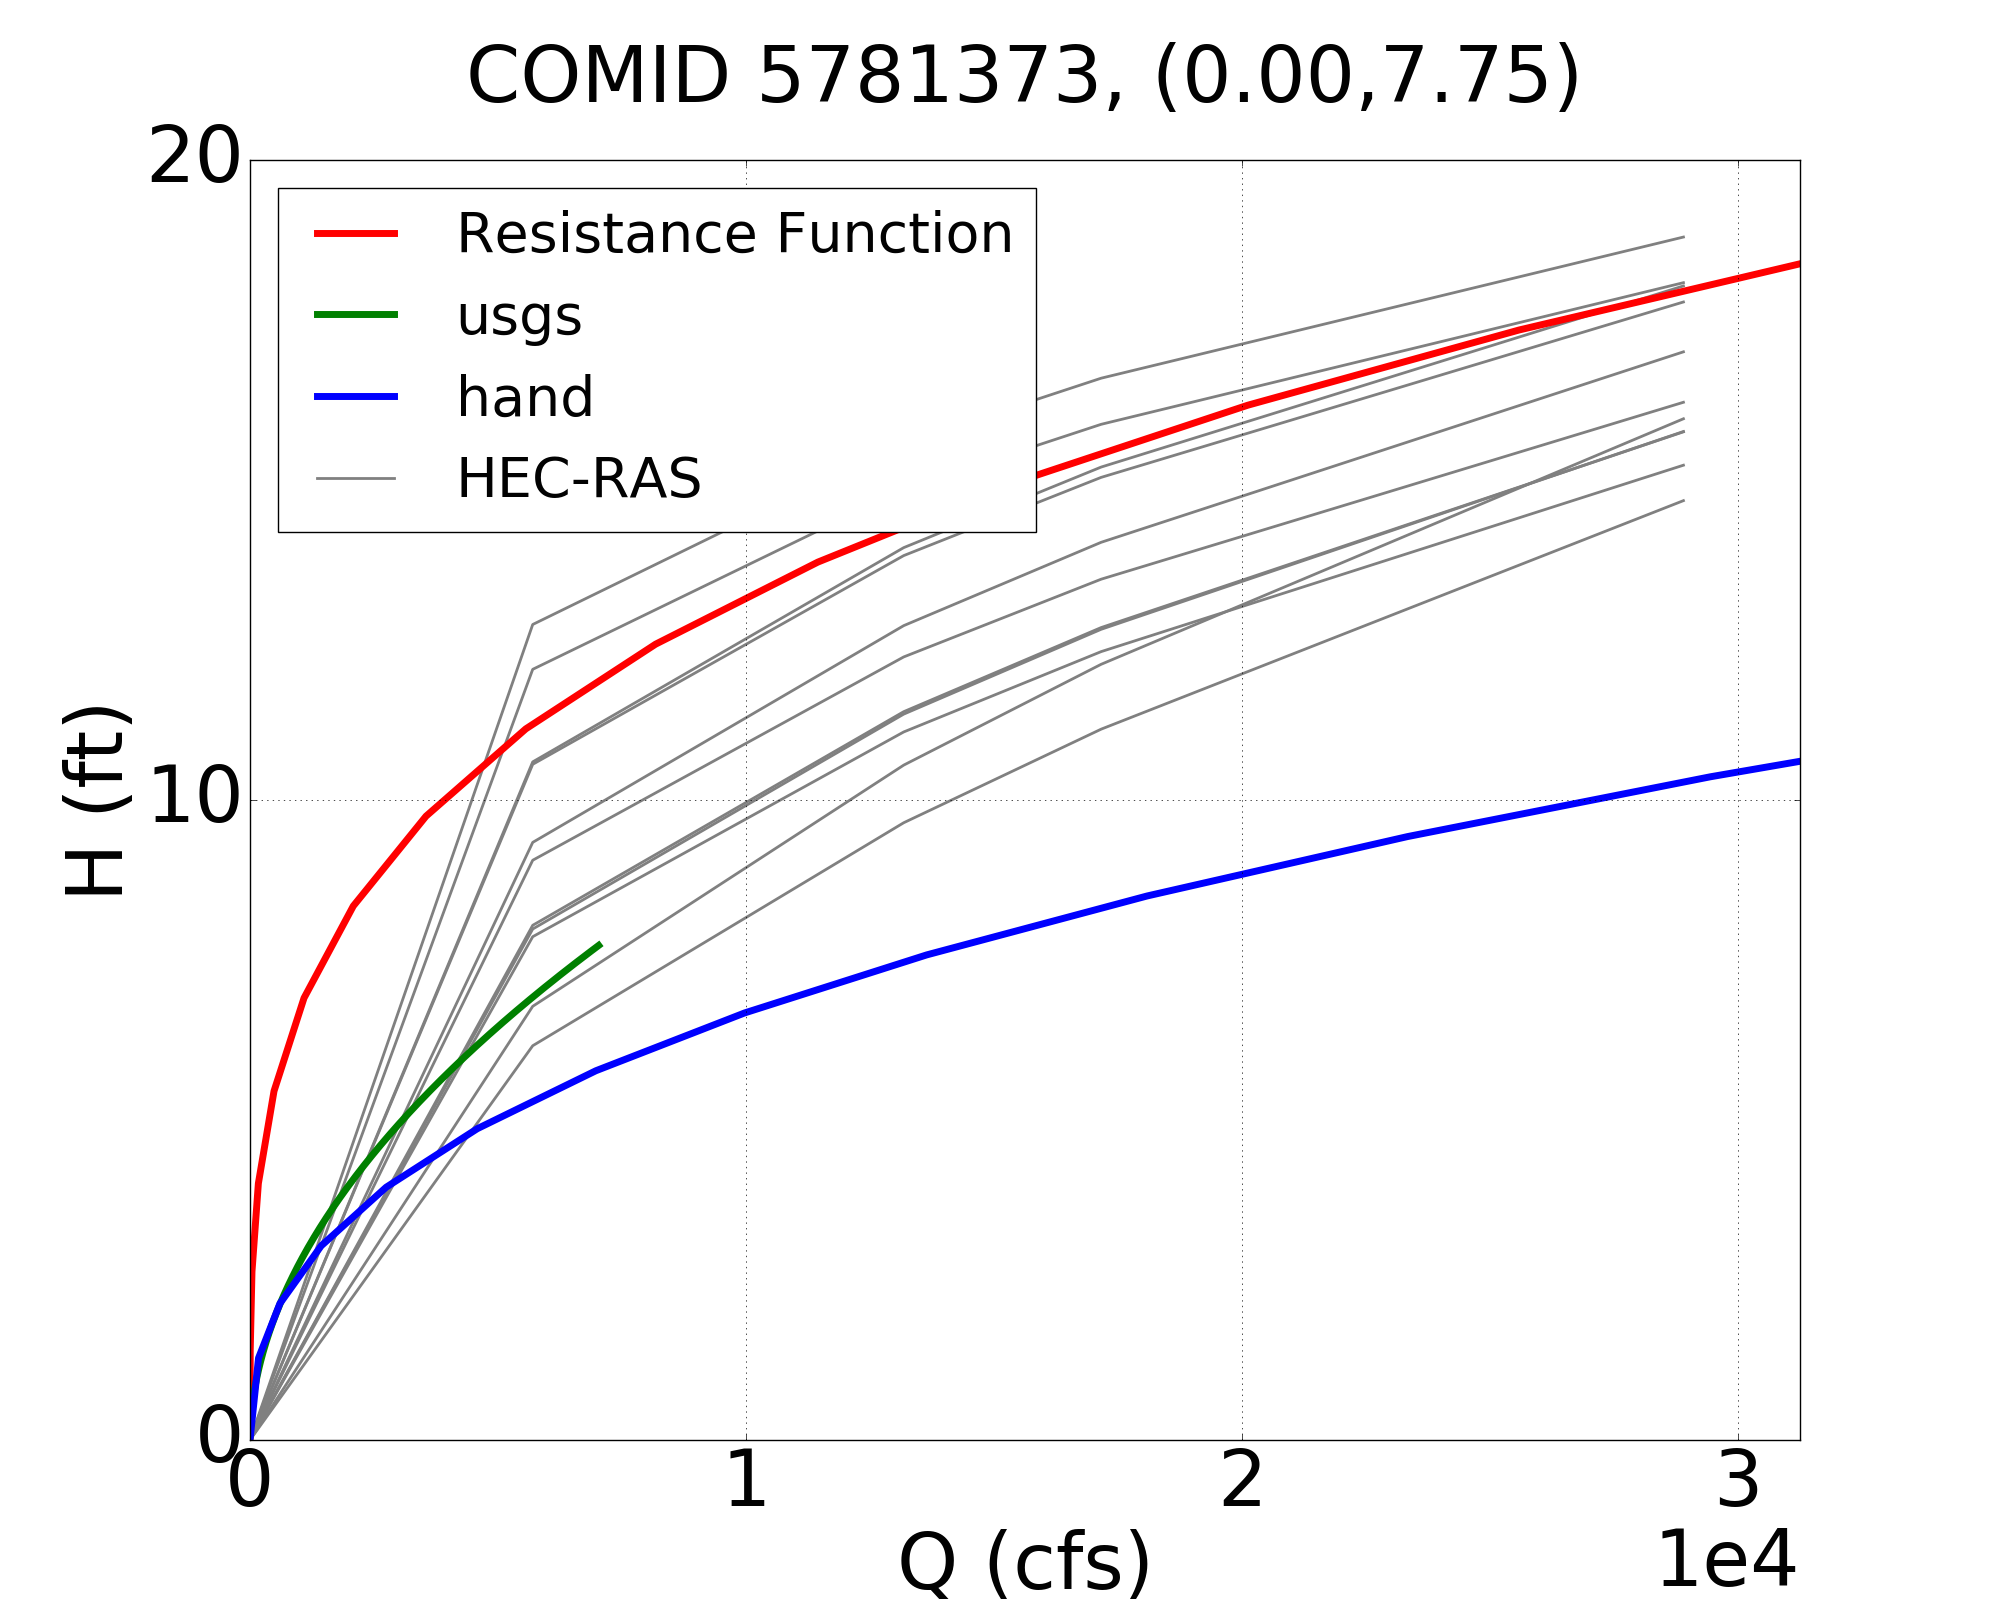 COMID 5781373, (0.00,7.75)
20
Resistance Function
usgs
hand
HEC-RAS
H (ft)
10
0
0 1 2 3
Q (cfs)
1e4